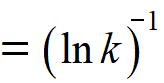 = (ln k)⁻¹